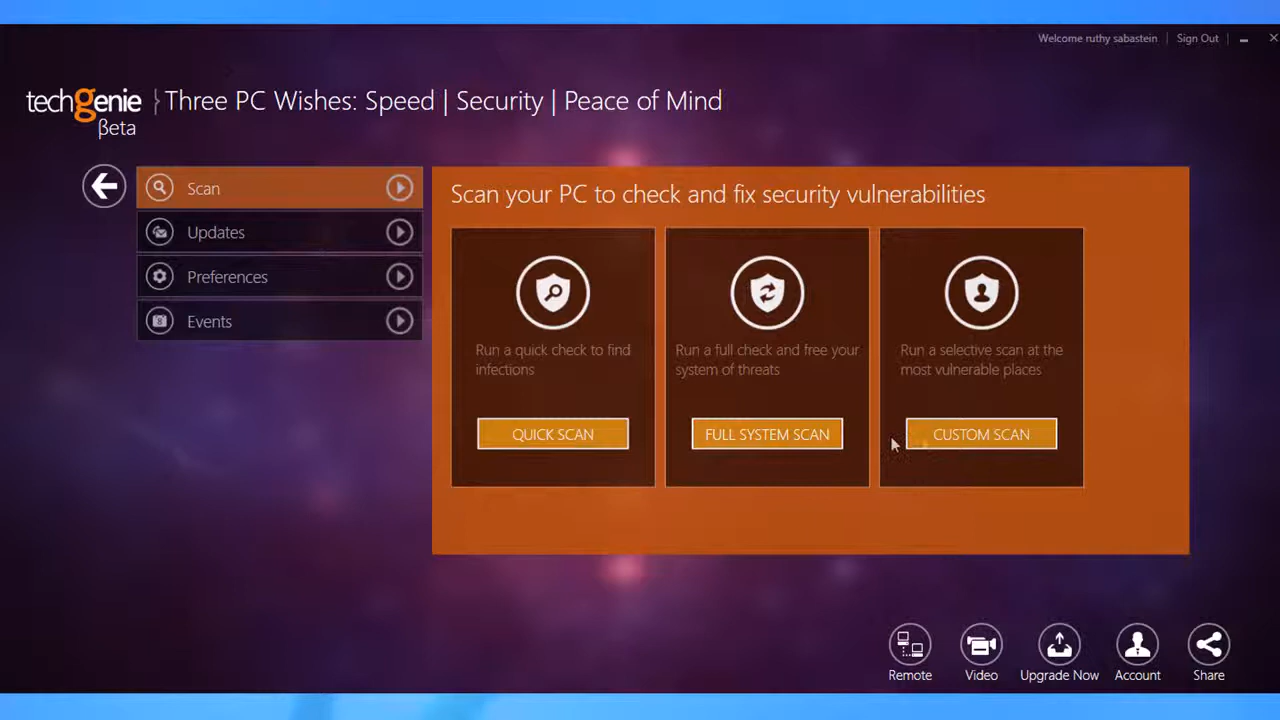 Welcome ruthy sabastein | Sign Out
techgenie
βeta
Three PC Wishes: Speed | Security | Peace of Mind
Scan
Updates
Preferences
Events
Scan your PC to check and fix security vulnerabilities
Run a quick check to find
infections
QUICK SCAN
Run a full check and free your
system of threats
FULL SYSTEM SCAN
Run a selective scan at the
most vulnerable places
CUSTOM SCAN
Remote
Video
Upgrade Now
Account
Share